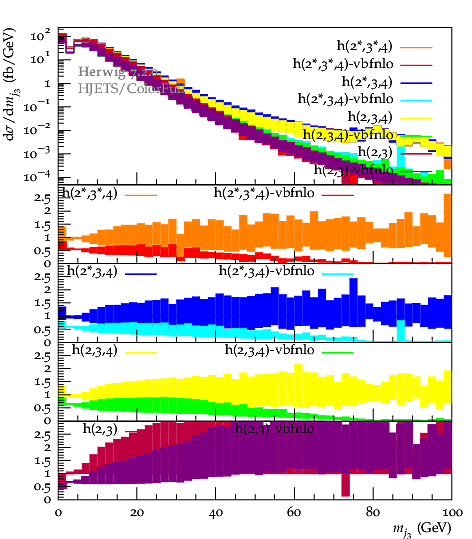 dσ/dm_{j_3} (fb/GeV)
10^2
10^1
1
10^{-1}
10^{-2}
10^{-3}
10^{-4}
h(2*,3*,4)
h(2*,3*,4)-vbfnlo
h(2*,3,4)
h(2*,3,4)-vbfnlo
h(2,3,4)
h(2,3,4)-vbfnlo
h(2,3)
h(2,3)-vbfnlo
Herwig
HJETS/
h(2*,3*,4) h(2*,3*,4)-vbfnlo
2.5
2
1.5
1
0.5
0
h(2*,3,4) h(2*,3,4)-vbfnlo
2.5
2
1.5
1
0.5
0
h(2,3,4) h(2,3,4)-vbfnlo
2.5
2
1.5
1
0.5
0
h(2,3) h(2,3)-vbfnlo
2.5
2
1.5
1
0.5
0
0 20 40 60 80 100
m_{j_3} (GeV)